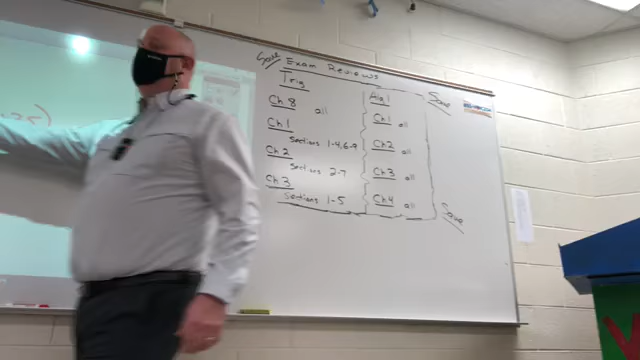 Save Exam Reviews
Trig
Ch 8 all
Ch 1
Sections 1-4, 6-9
Ch 2
Sections 2-7
Ch 3
Sections 1-5
Alg 1
Ch 1 all
Ch 2 all
Ch 3 all
Ch 4 all
Save
Save